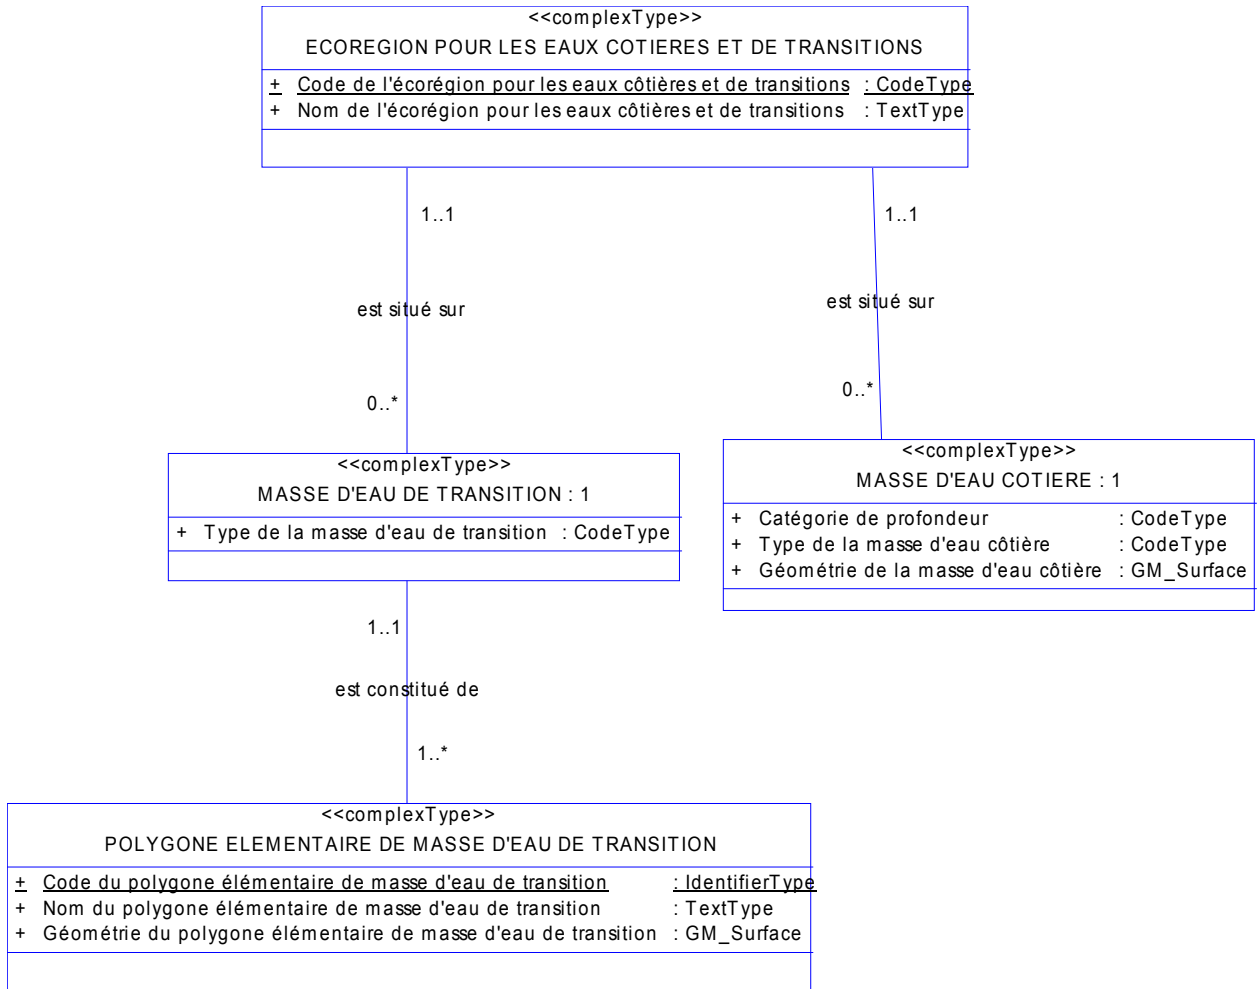 <<complexType>>
ECOREGION POUR LES EAUX COTIERES ET DE TRANSITIONS
+ Code de l'écorégion pour les eaux côtières et de transitions : CodeType
+ Nom de l'écorégion pour les eaux côtières et de transitions : TextType
1..1
1..1
est situé sur
est situé sur
0..*
0..*
<<complexType>>
MASSE D'EAU DE TRANSITION : 1
+ Type de la masse d'eau de transition : CodeType
<<complexType>>
MASSE D'EAU COTIERE : 1
+ Catégorie de profondeur : CodeType
+ Type de la masse d'eau côtière : CodeType
+ Géométrie de la masse d'eau côtière : GM_Surface
1..1
est constitué de
1..*
<<complexType>>
POLYGONE ELEMENTAIRE DE MASSE D'EAU DE TRANSITION
+ Code du polygone élémentaire de masse d'eau de transition : IdentifierType
+ Nom du polygone élémentaire de masse d'eau de transition : TextType
+ Géométrie du polygone élémentaire de masse d'eau de transition : GM_Surface